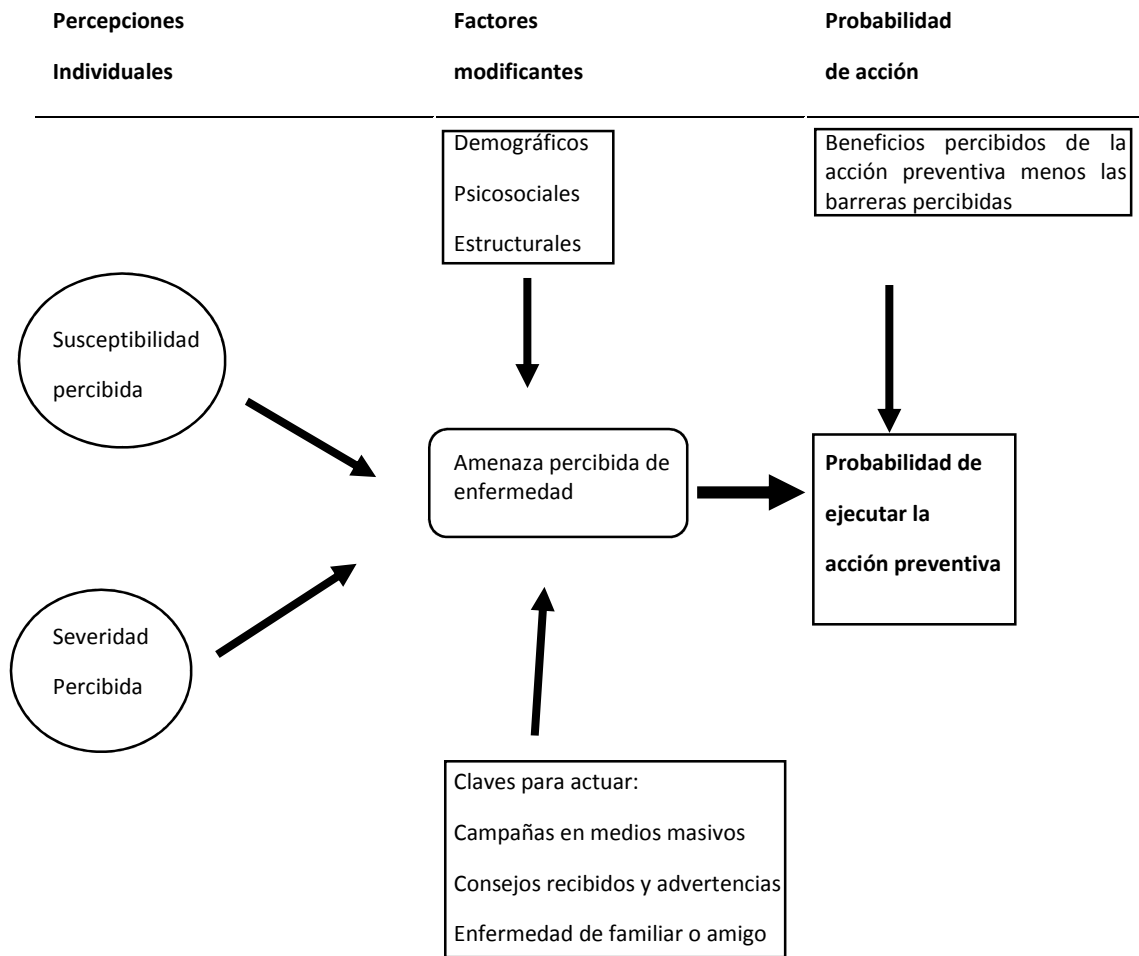 Percepciones
Individuales
Factores
modificantes
Probabilidad
de acción
Demográficos
Psicosociales
Estructurales
Beneficios percibidos de la
acción preventiva menos las
barreras percibidas
Susceptibilidad
percibida
Amenaza percibida de
enfermedad
Probabilidad de
ejecutar la
acción preventiva
Severidad
Percibida
Claves para actuar:
Campañas en medios masivos
Consejos recibidos y advertencias
Enfermedad de familiar o amigo